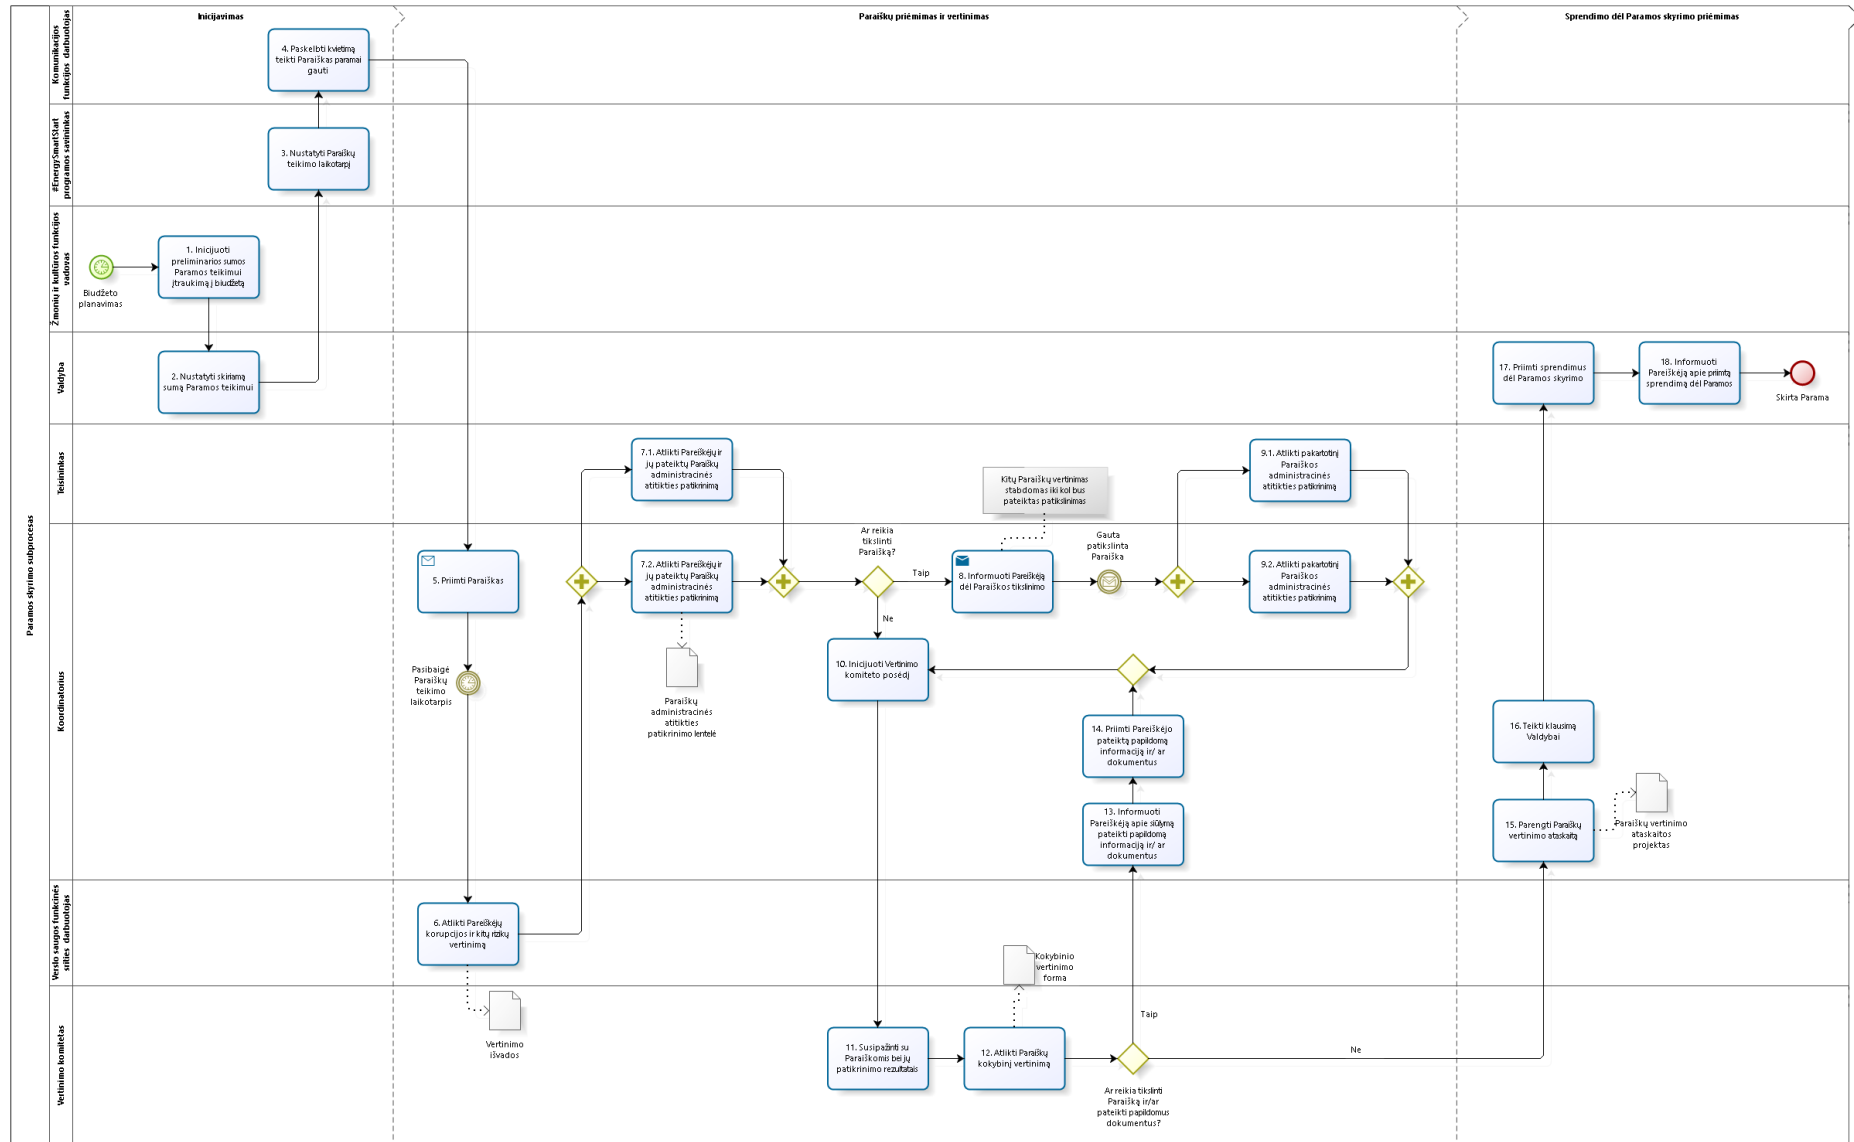 Inicijavimas
Paraiškų priėmimas ir vertinimas
Sprendimo dėl Paramos skyrimo priėmimas
Paramos skyrimo subprocesas
Komunikacijos
funkcijos darbuotojas
4. Paskelbti kvietimą
teikti Paraiškas paramai
gauti
#EnergySmartStart
programos savininkas
3. Nustatyti Paraiškų
teikimo laikotarpį
Žmonių ir kultūros funkcijos
vadovas
Biudžeto
planavimas
1. Inicijuoti
preliminarios sumos
Paramos teikimui
įtraukimą į biudžetą
Valdyba
2. Nustatyti skiriamą
sumą Paramos teikimui
17. Priimti sprendimus
dėl Paramos skyrimo
18. Informuoti
Pareiškėją apie priimtą
sprendimą dėl Paramos
Skirta Parama
Teisininkas
7.1. Atlikti Pareiškėjų ir
jų pateiktų Paraiškų
administracinės
atitikties patikrinimą
Kitų Paraiškų vertinimas
stabdomas iki kol bus
pateiktas patikslinimas
9.1. Atlikti pakartotinį
Paraiškos
administracinės
atitikties patikrinimą
Koordinatorius
5. Priimti Paraiškas
7.2. Atlikti Pareiškėjų ir
jų pateiktų Paraiškų
administracinės
atitikties patikrinimą
Ar reikia
tikslinti
Paraišką?
Taip
Ne
8. Informuoti Pareiškėją
dėl Paraiškos tikslinimo
Gauta
patikslinta
Paraiška
9.2. Atlikti pakartotinį
Paraiškos
administracinės
atitikties patikrinimą
Pasibaigė
Paraiškų
teikimo
laikotarpis
Paraiškų
administracinės
atitikties
patikrinimo lentelė
10. Inicijuoti Vertinimo
komiteto posėdį
14. Priimti Pareiškėjo
pateiktą papildomą
informaciją ir/ ar
dokumentus
13. Informuoti
Pareiškėją apie siūlymą
pateikti papildomą
informaciją ir/ ar
dokumentus
16. Teikti klausimą
Valdybai
15. Parengti Paraiškų
vertinimo ataskaitą
Paraiškų vertinimo
ataskaitos
projektas
Verslo saugos funkcinės
srities darbuotojas
6. Atlikti Pareiškėjų
korupcijos ir kitų rizikų
vertinimą
Kokybinio
vertinimo
forma
Vertinimo komitetas
Vertinimo
išvados
11. Susipažinti su
Paraiškomis bei jų
patikrinimo rezultatais
12. Atlikti Paraiškų
kokybinį vertinimą
Taip
Ne
Ar reikia tikslinti
Paraišką ir/ar
pateikti papildomus
dokumentus?